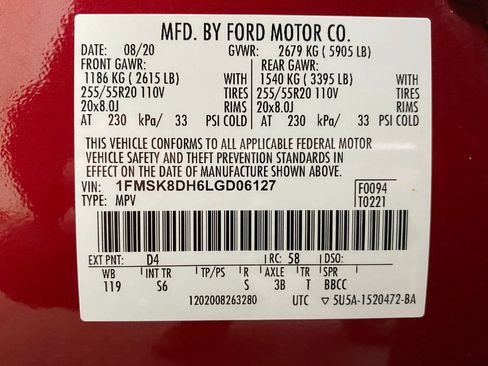 MFD. BY FORD MOTOR CO.
DATE: 08/20 GVWR: 2679 KG ( 5905 LB)
FRONT GAWR: REAR GAWR:
1186 KG ( 2615 LB) WITH 1540 KG ( 3395 LB) WITH
255/55R20 110V TIRES 255/55R20 110V TIRES
20x8.0J RIMS 20x8.0J RIMS
AT 230 kPa/ 33 PSI COLD AT 230 kPa/ 33 PSI COLD
THIS VEHICLE CONFORMS TO ALL APPLICABLE FEDERAL MOTOR
VEHICLE SAFETY AND THEFT PREVENTION STANDARDS IN
EFFECT ON THE DATE OF MANUFACTURE SHOWN ABOVE.
VIN: 1FMSK8DH6LGD06127 F0094
TYPE: MPV T0221
EXT PNT: D4 RC: 58 DSO:
WB INT TR TP/PS R AXLE TR SPR
119 S6 S 3B T BBCC
1202008263280 UTC ▽ 5U5A-1520472-BA